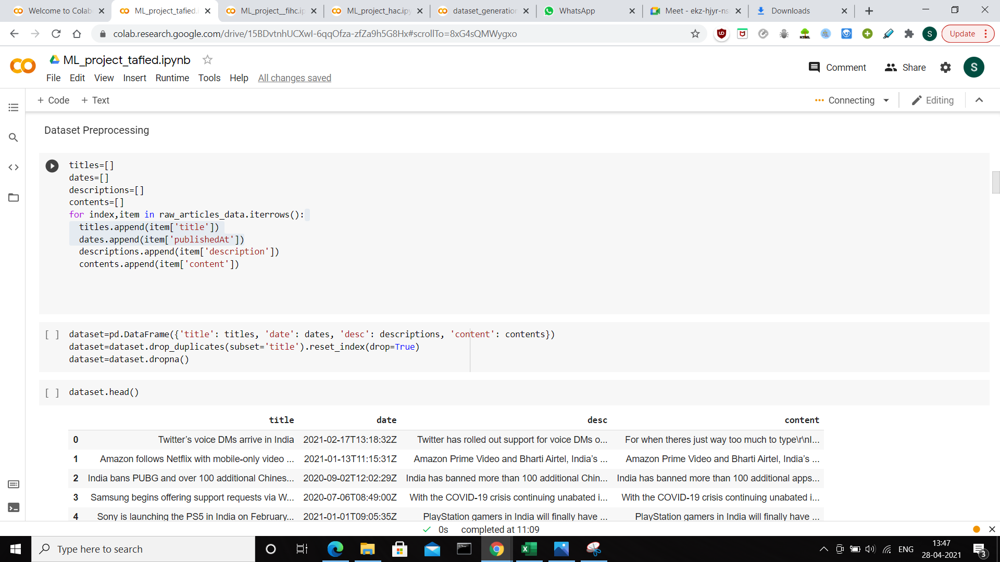 Welcome to Colab
ML_project_tafied.i
ML_project__fihc.ip
ML_project_hac.ipy
dataset_generation
WhatsApp
Meet - ekz-hjyr-ns
Downloads
colab.research.google.com/drive/15BDvtnhUCXwI-6qqOfza-zfZa9h5G8Hx#scrollTo=8xG4sQMWygxo
HTML
S
Update
CO
ML_project_tafied.ipynb
Comment
Share
S
File Edit View Insert Runtime Tools Help All changes saved
+ Code + Text
Connecting
Editing
Dataset Preprocessing
titles=[]
dates=[]
descriptions=[]
contents=[]
for index,item in raw_articles_data.iterrows():
titles.append(item['title'])
dates.append(item['publishedAt'])
descriptions.append(item['description'])
contents.append(item['content'])
[ ] dataset=pd.DataFrame({'title': titles, 'date': dates, 'desc': descriptions, 'content': contents})
dataset=dataset.drop_duplicates(subset='title').reset_index(drop=True)
dataset=dataset.dropna()
[ ] dataset.head()
title date desc content
0 Twitter’s voice DMs arrive in India 2021-02-17T13:18:32Z Twitter has rolled out support for voice DMs o... For when theres just way too much to type\r\nI...
1 Amazon follows Netflix with mobile-only video ... 2021-01-13T11:15:31Z Amazon Prime Video and Bharti Airtel, India’s ... Amazon Prime Video and Bharti Airtel, India’s ...
2 India bans PUBG and over 100 additional Chines... 2020-09-02T12:02:29Z India has banned more than 100 additional Chin... India has banned more than 100 additional apps...
3 Samsung begins offering support requests via W... 2020-07-06T08:49:00Z With the COVID-19 crisis continuing unabated i... With the COVID-19 crisis continuing unabated i...
4 Sony is launching the PS5 in India on February... 2021-01-01T09:05:35Z PlayStation gamers in India will finally have ... PlayStation gamers in India will finally have ...
0s completed at 11:09
Type here to search
ENG
13:47
28-04-2021
3